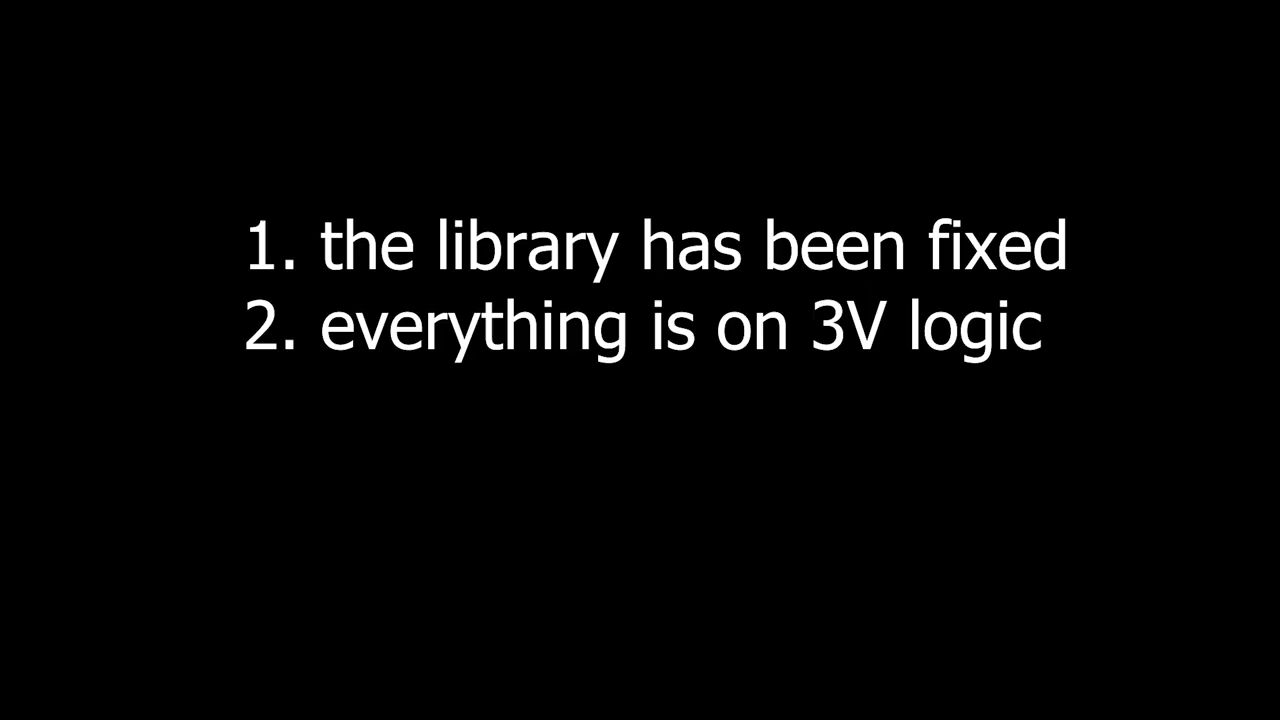 1. the library has been fixed
2. everything is on 3V logic